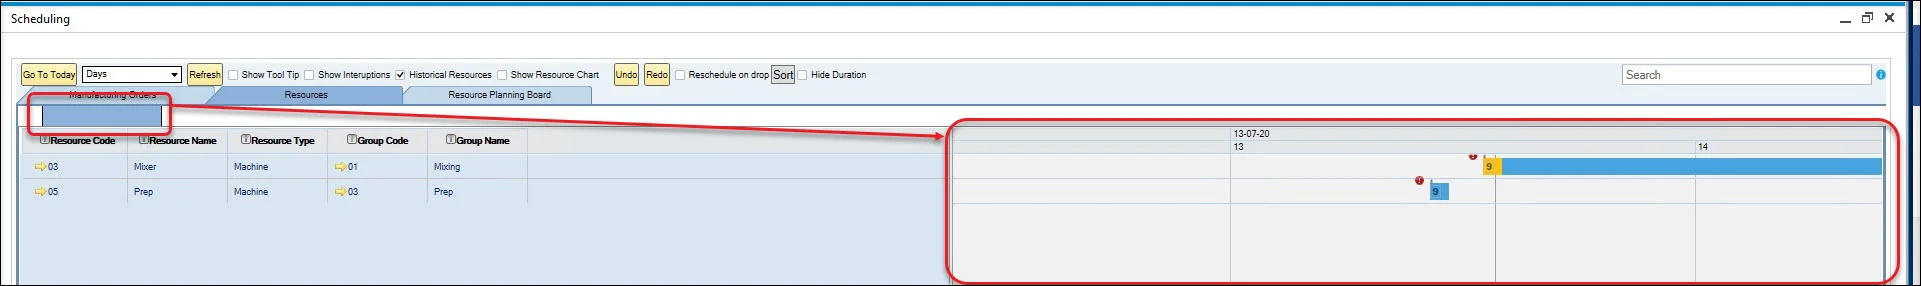 Scheduling
Go To Today Days Refresh Show Tool Tip Show Interuptions Historical Resources Show Resource Chart Undo Redo Reschedule on drop Sort Hide Duration Search
Manufacturing Orders Resources Resource Planning Board
Resource Code Resource Name Resource Type Group Code Group Name
13-07-20
13 14
03 Mixer Machine 01 Mixing 9
05 Prep Machine 03 Prep 9